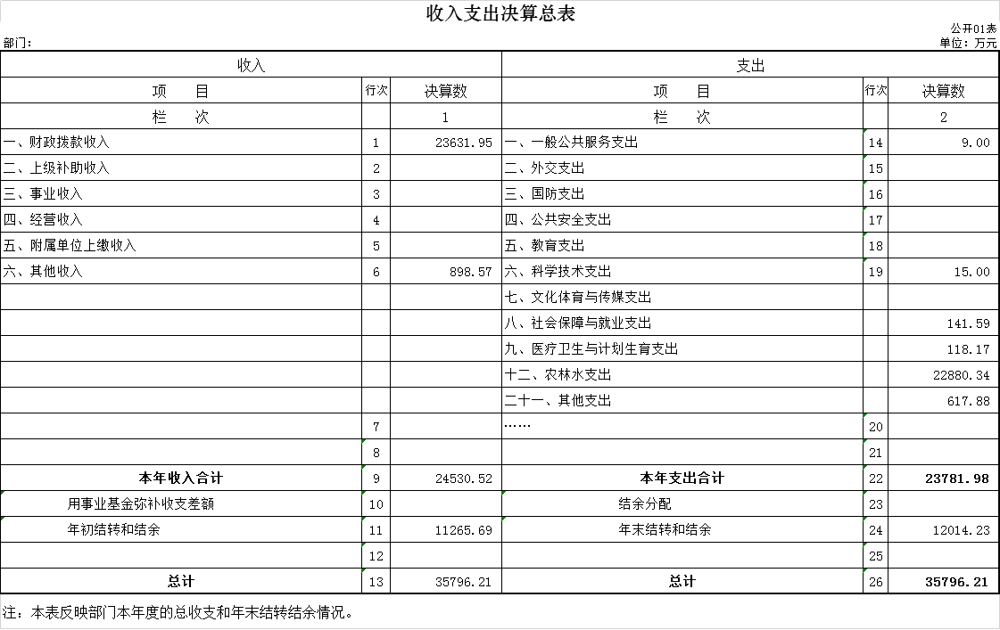 收入支出决算总表
公开01表
部门： 单位：万元
收入 支出
项 目 行次 决算数 项 目 行次 决算数
栏 次 1 栏 次 2
一、财政拨款收入 1 23631.95 一、一般公共服务支出 14 9.00
二、上级补助收入 2 二、外交支出 15
三、事业收入 3 三、国防支出 16
四、经营收入 4 四、公共安全支出 17
五、附属单位上缴收入 5 五、教育支出 18
六、其他收入 6 898.57 六、科学技术支出 19 15.00
七、文化体育与传媒支出
八、社会保障与就业支出 141.59
九、医疗卫生与计划生育支出 118.17
十二、农林水支出 22880.34
二十一、其他支出 617.88
7 …… 20
8 21
本年收入合计 9 24530.52 本年支出合计 22 23781.98
用事业基金弥补收支差额 10 结余分配 23
年初结转和结余 11 11265.69 年末结转和结余 24 12014.23
12 25
总计 13 35796.21 总计 26 35796.21
注：本表反映部门本年度的总收支和年末结转结余情况。